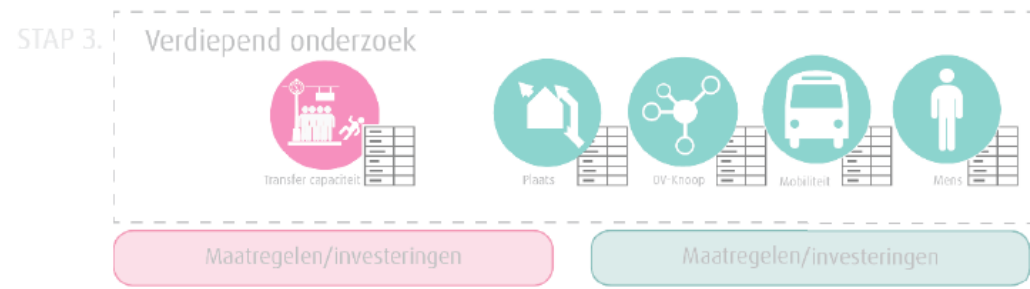 STAP 3.
Verdiepend onderzoek
Transfer capaciteit
Plaats
OV-Knoop
Mobiliteit
Mens
Maatregelen/investeringen
Maatregelen/investeringen